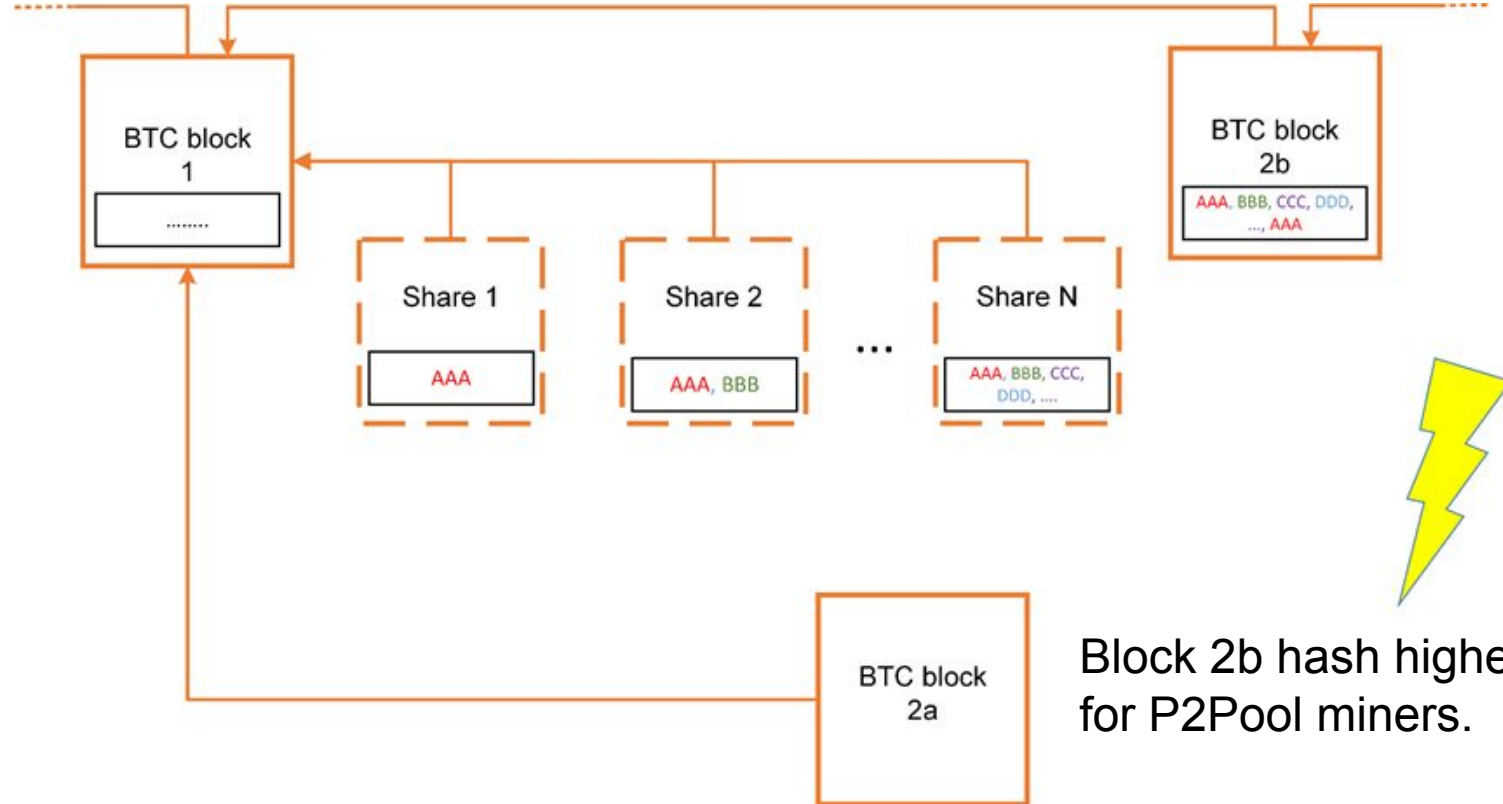 BTC block
1
........
BTC block
2b
AAA, BBB, CCC, DDD,
..., AAA
Share 1
AAA
Share 2
AAA, BBB
...
Share N
AAA, BBB, CCC,
DDD, ....
BTC block
2a
Block 2b hash highe
for P2Pool miners.